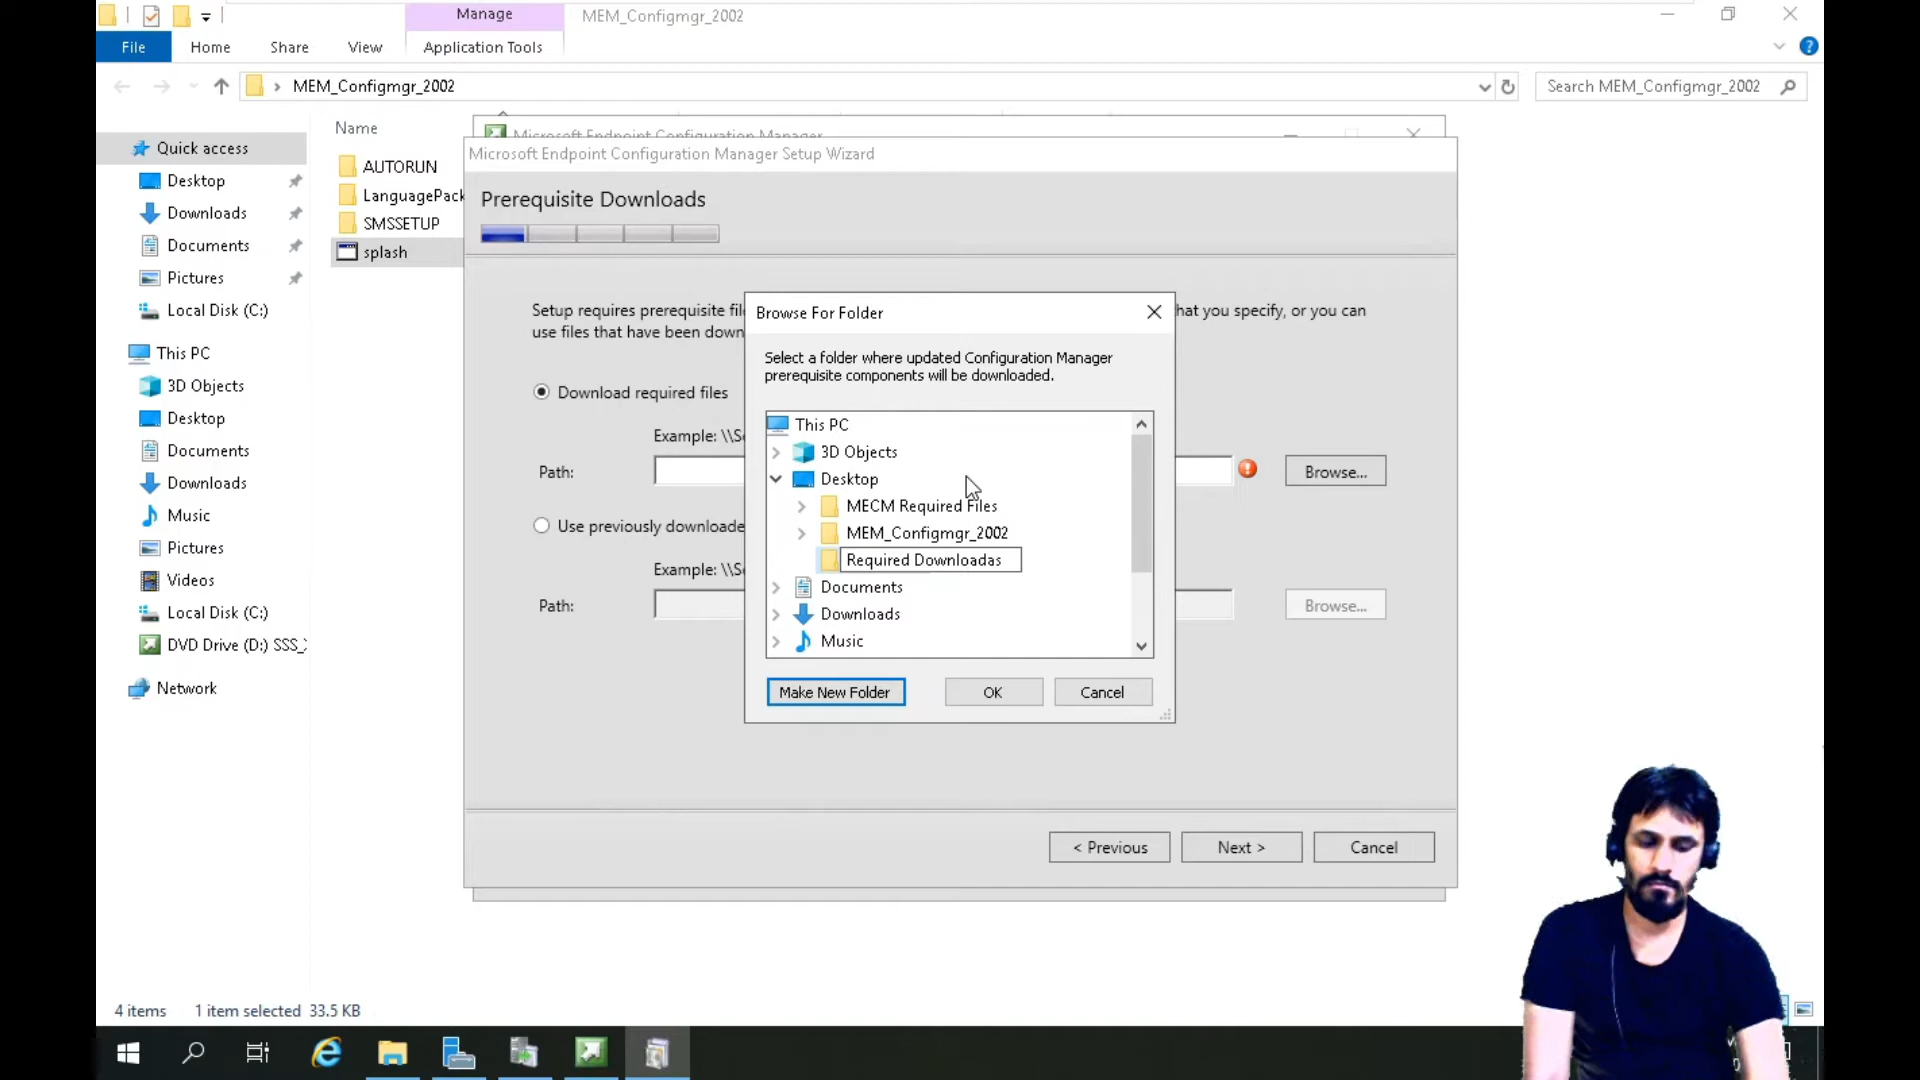 Manage
MEM_Configmgr_2002
File
Home
Share
View
Application Tools
MEM_Configmgr_2002
Search MEM_Configmgr_2002
Quick access
Desktop
Downloads
Documents
Pictures
Local Disk (C:)
This PC
3D Objects
Desktop
Documents
Downloads
Music
Pictures
Videos
Local Disk (C:)
DVD Drive (D:) SSS_
Network
Name
AUTORUN
LanguagePack
SMSSETUP
splash
Microsoft Endpoint Configuration Manager
Microsoft Endpoint Configuration Manager Setup Wizard
Prerequisite Downloads
Setup requires prerequisite fil
hat you specify, or you can
use files that have been down
Download required files
Example: \\S
Path:
Browse...
Use previously downloade
Example: \\S
Path:
Browse...
Browse For Folder
Select a folder where updated Configuration Manager
prerequisite components will be downloaded.
This PC
3D Objects
Desktop
MECM Required Files
MEM_Configmgr_2002
Required Downloadas
Documents
Downloads
Music
Make New Folder
OK
Cancel
< Previous
Next >
Cancel
4 items
1 item selected 33.5 KB